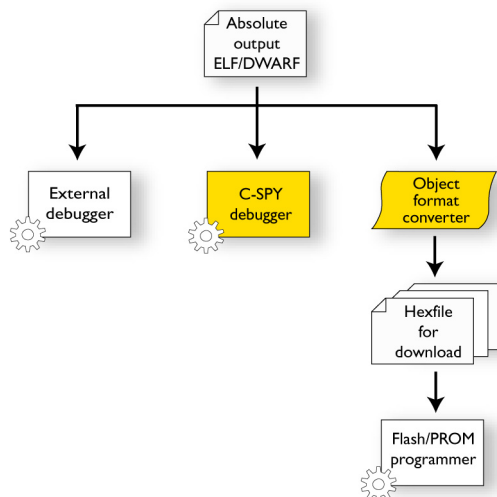 Absolute
output
ELF/DWARF
External
debugger
C-SPY
debugger
Object
format
converter
Hexfile
for
download
Flash/PROM
programmer